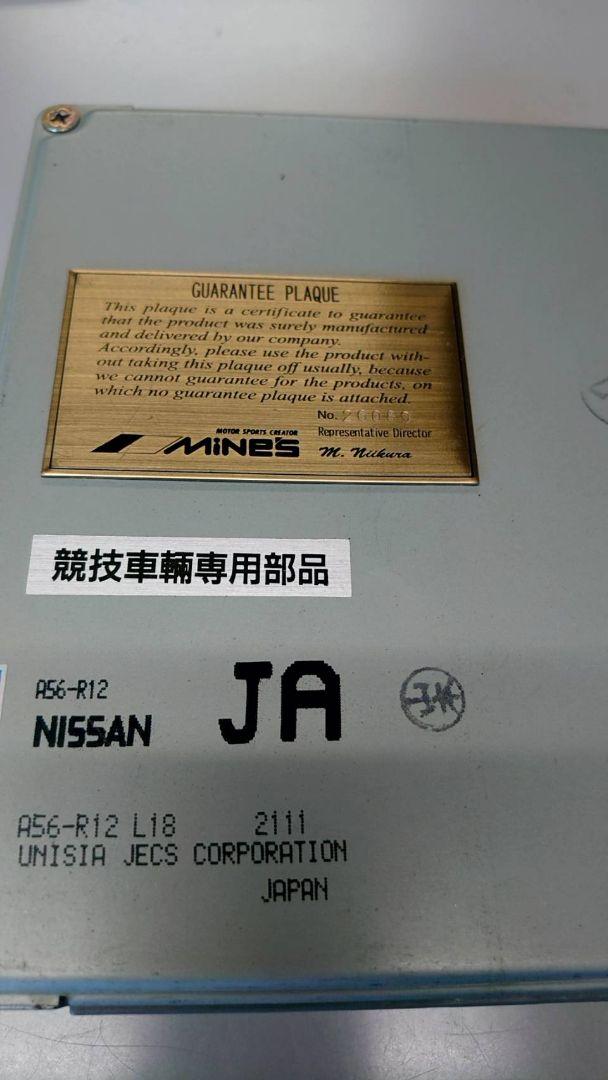 GUARANTEE PLAQUE
This plaque is a certificate to guarantee
that the product was surely manufactured
and delivered by our company.
Accordingly, please use the product with-
out taking this plaque off usually, because
we cannot guarantee for the products, on
which no guarantee plaque is attached.
No.
MOTOR SPORTS CREATOR
MINE'S
Representative Director
M. Niikura
競技車輛専用部品
A56-R12
NISSAN
JA
A56-R12 L18 2111
UNISIA JECS CORPORATION
JAPAN